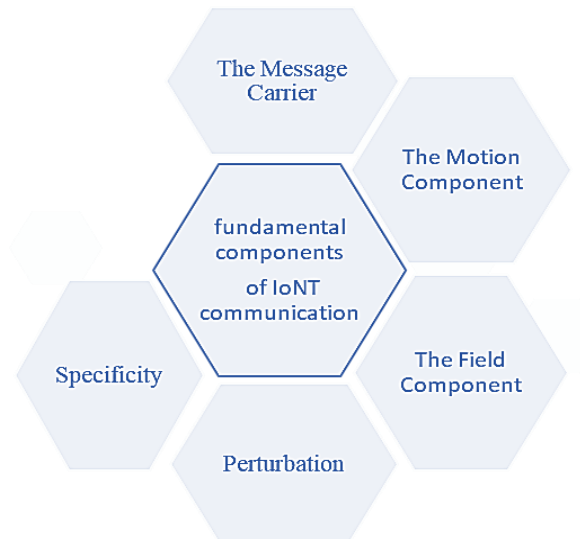 The Message
Carrier
The Motion
Component
fundamental
components
of IoNT
communication
The Field
Component
Specificity
Perturbation